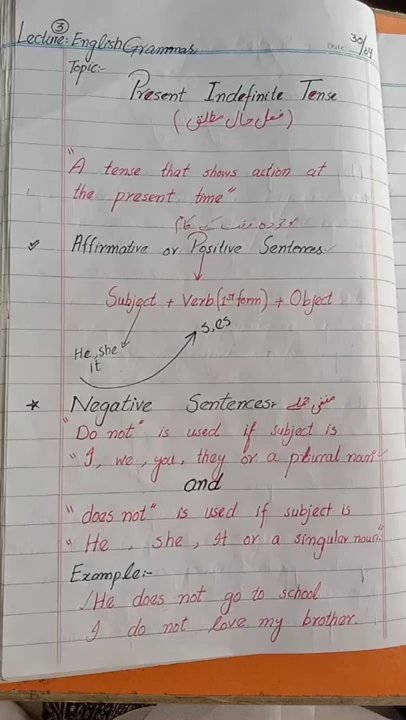 ③
Lecture: English Grammar
Date: 30/04
Topic:-
Present Indefinite Tense
(فعل حال مطلق)
"A tense that shows action at
the present time"
Affirmative or Positive Sentences:
Subject + Verb (1st form) + Object
s, es
He, she
it
* Negative Sentences: منفی جملے
"Do not" is used if subject is
"I, we, you, they or a plural noun"
and
"does not" is used if subject is
"He, she, It or a singular noun."
Example:-
He does not go to school
I do not love my brother.